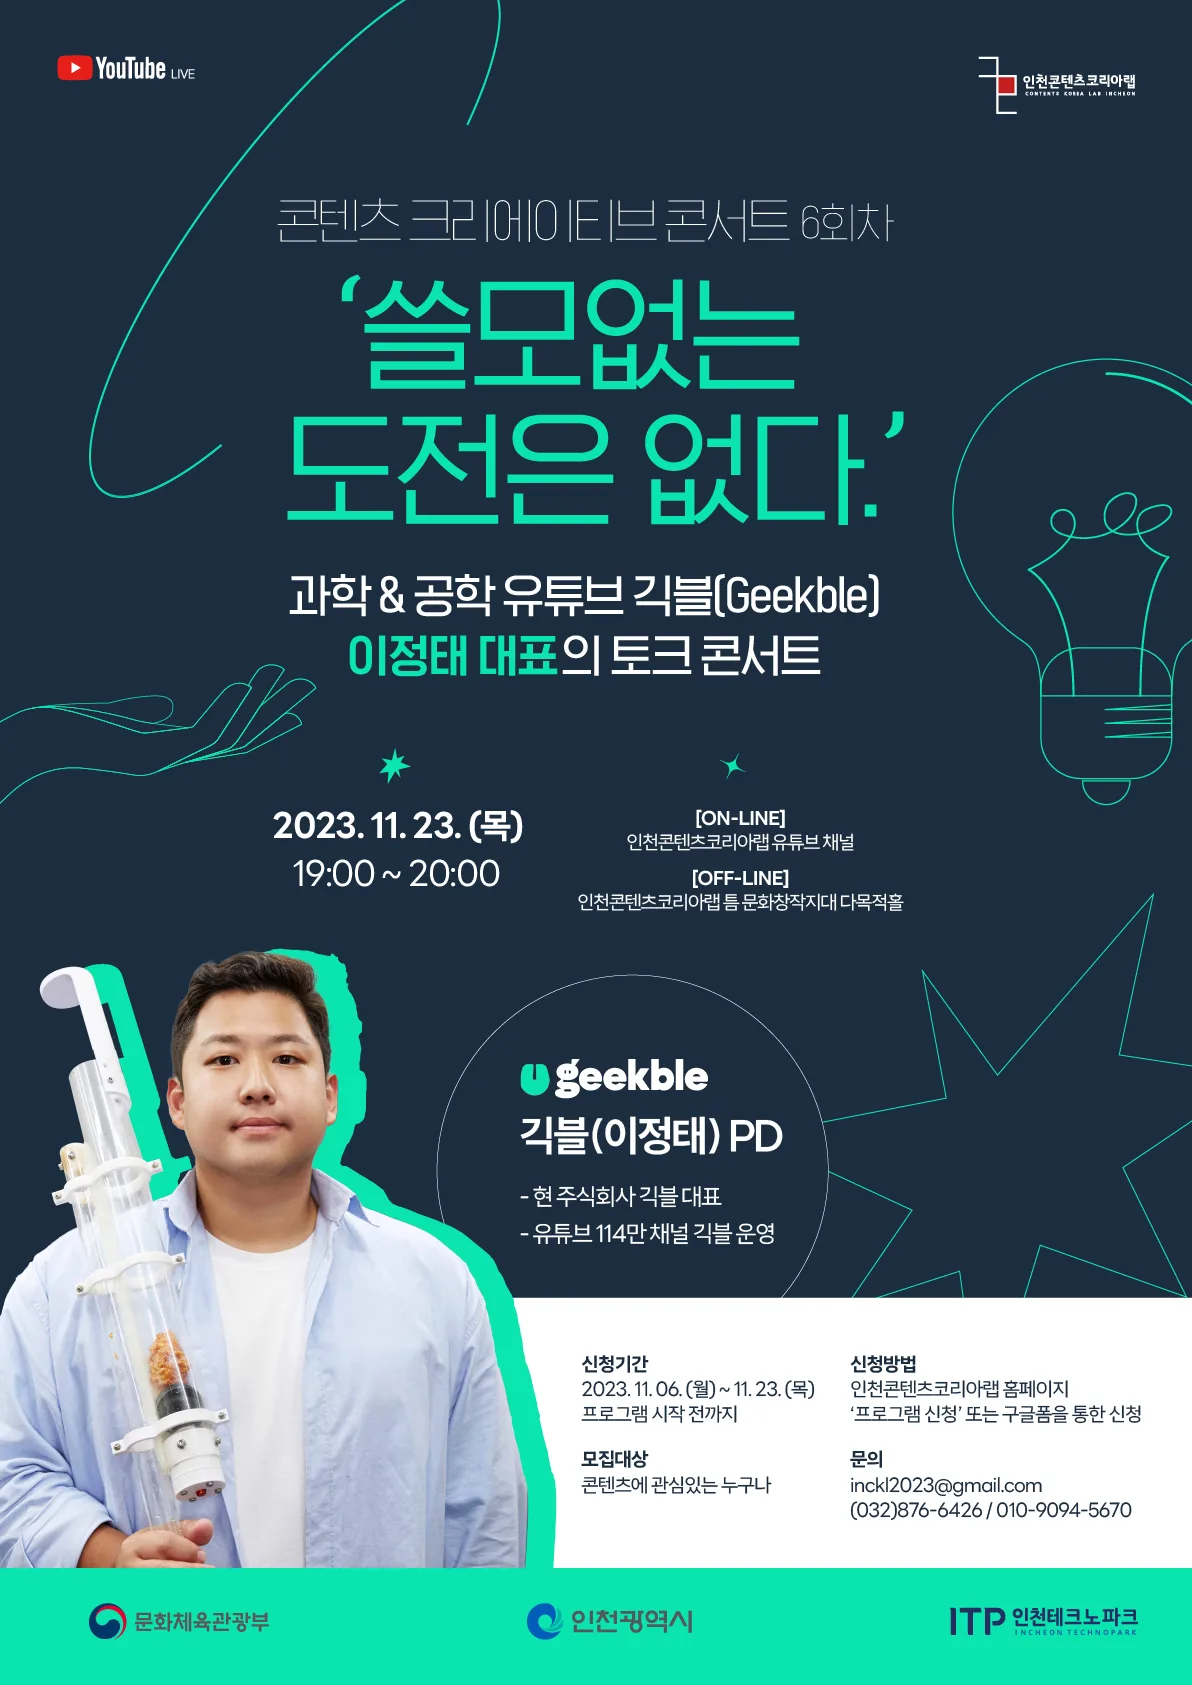 YouTube LIVE
인천콘텐츠코리아랩
CONTENTS KOREA LAB INCHEON
콘텐츠 크리에이티브 콘서트 6회차
‘쓸모없는
도전은 없다.’
과학 & 공학 유튜브 긱블(Geekble)
이정태 대표의 토크 콘서트
2023. 11. 23. (목)
19:00 ~ 20:00
[ON-LINE]
인천콘텐츠코리아랩 유튜브 채널
[OFF-LINE]
인천콘텐츠코리아랩 틈 문화창작지대 다목적홀
geekble
긱블(이정태) PD
- 현 주식회사 긱블 대표
- 유튜브 114만 채널 긱블 운영
신청기간
2023. 11. 06. (월) ~ 11. 23. (목)
프로그램 시작 전까지
모집대상
콘텐츠에 관심있는 누구나
신청방법
인천콘텐츠코리아랩 홈페이지
‘프로그램 신청’ 또는 구글폼을 통한 신청
문의
inckl2023@gmail.com
(032)876-6426 / 010-9094-5670
문화체육관광부
인천광역시
ITP 인천테크노파크
INCHEON TECHNOPARK